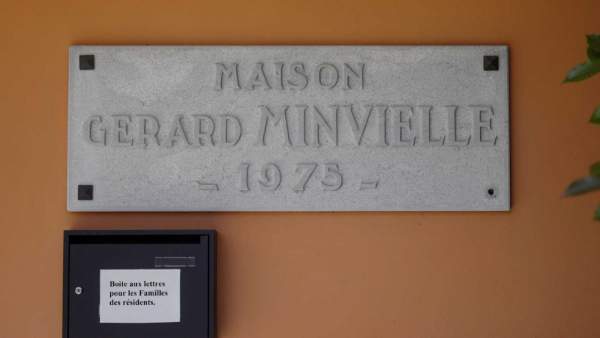 MAISON
GERARD MINVIELLE
- 1975 -
Boite aux lettres
pour les Familles
des résidents.